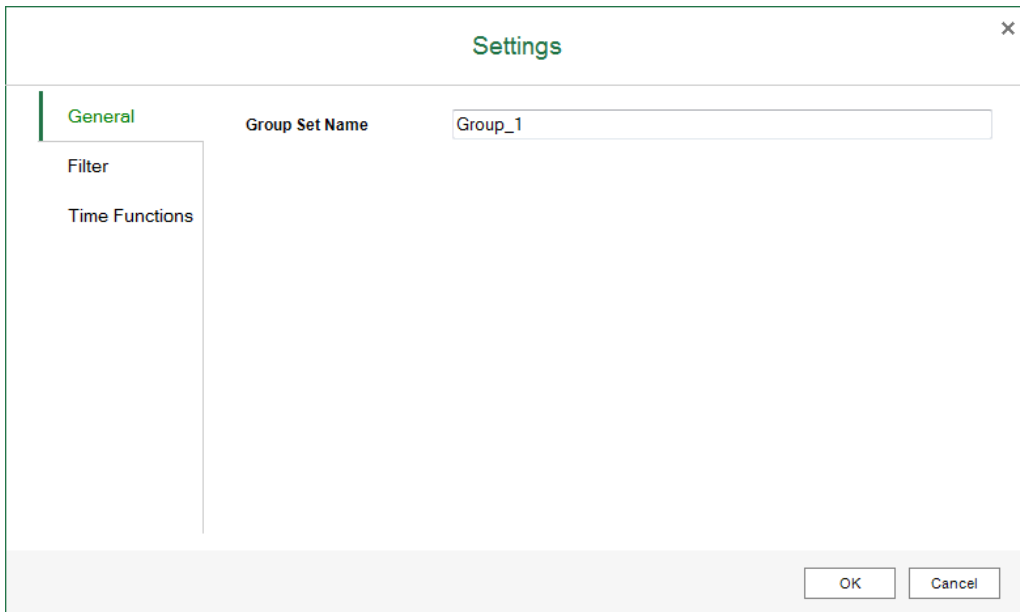 Settings
General
Group Set Name
Group_1
Filter
Time Functions
OK
Cancel